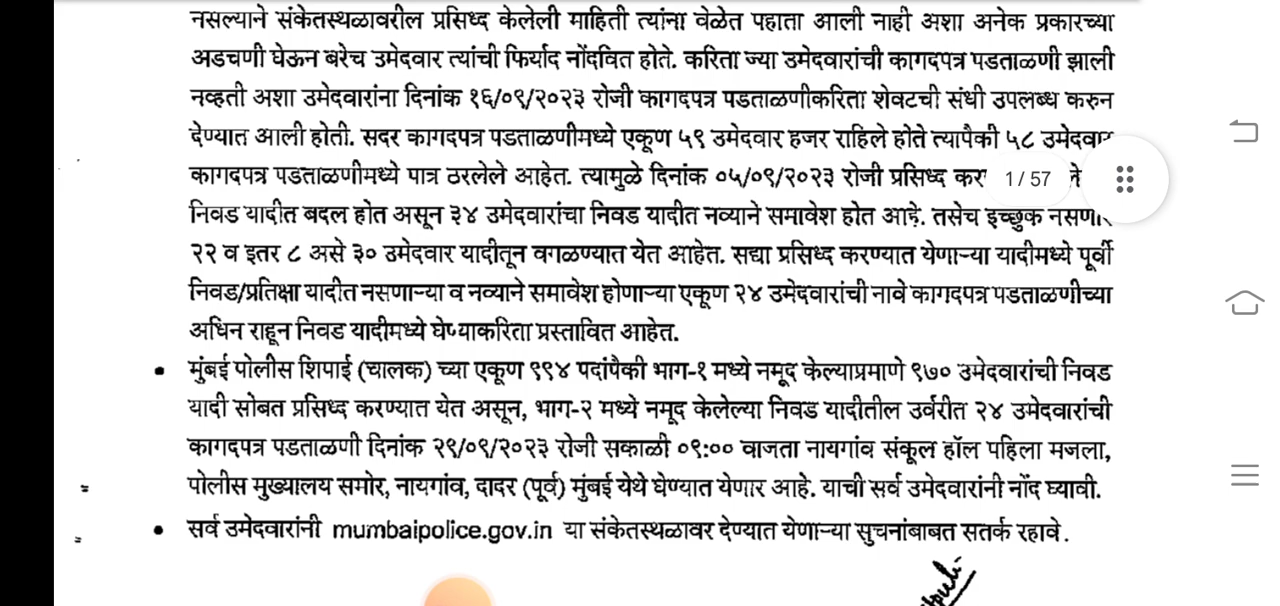 नसल्याने संकेतस्थळावरील प्रसिध्द केलेली माहिती त्यांना वेळेत पहाता आली नाही अशा अनेक प्रकारच्या
अडचणी घेऊन बरेच उमेदवार त्यांची फिर्याद नोंदवित होते. करिता ज्या उमेदवारांची कागदपत्र पडताळणी झाली
नव्हती अशा उमेदवारांना दिनांक १६/०९/२०२३ रोजी कागदपत्र पडताळणीकरिता शेवटची संधी उपलब्ध करुन
देण्यात आली होती. सदर कागदपत्र पडताळणीमध्ये एकूण ५९ उमेदवार हजर राहिले होते त्यापैकी ५८ उमेदवार
कागदपत्र पडताळणीमध्ये पात्र ठरलेले आहेत. त्यामुळे दिनांक ०५/०९/२०२३ रोजी प्रसिध्द
1 / 57
निवड यादीत बदल होत असून ३४ उमेदवारांचा निवड यादीत नव्याने समावेश होत आहे. तसेच इच्छुक नसणारे
२२ व इतर ८ असे ३० उमेदवार यादीतून वगळण्यात येत आहेत. सद्या प्रसिध्द करण्यात येणाऱ्या यादीमध्ये पूर्वी
निवड/प्रतिक्षा यादीत नसणाऱ्या व नव्याने समावेश होणाऱ्या एकूण २४ उमेदवारांची नावे कागदपत्र पडताळणीच्या
अधिन राहून निवड यादीमध्ये घेण्याकरिता प्रस्तावित आहेत.
• मुंबई पोलीस शिपाई (चालक) च्या एकूण ९९४ पदांपैकी भाग-१ मध्ये नमूद केल्याप्रमाणे ९७० उमेदवारांची निवड
यादी सोबत प्रसिध्द करण्यात येत असून, भाग-२ मध्ये नमूद केलेल्या निवड यादीतील उर्वरीत २४ उमेदवारांची
कागदपत्र पडताळणी दिनांक २९/०९/२०२३ रोजी सकाळी ०९:०० वाजता नायगांव संकूल हॉल पहिला मजला,
पोलीस मुख्यालय समोर, नायगांव, दादर (पूर्व) मुंबई येथे घेण्यात येणार आहे. याची सर्व उमेदवारांनी नोंद घ्यावी.
• सर्व उमेदवारांनी mumbaipolice.gov.in या संकेतस्थळावर देण्यात येणाऱ्या सुचनांबाबत सतर्क रहावे.